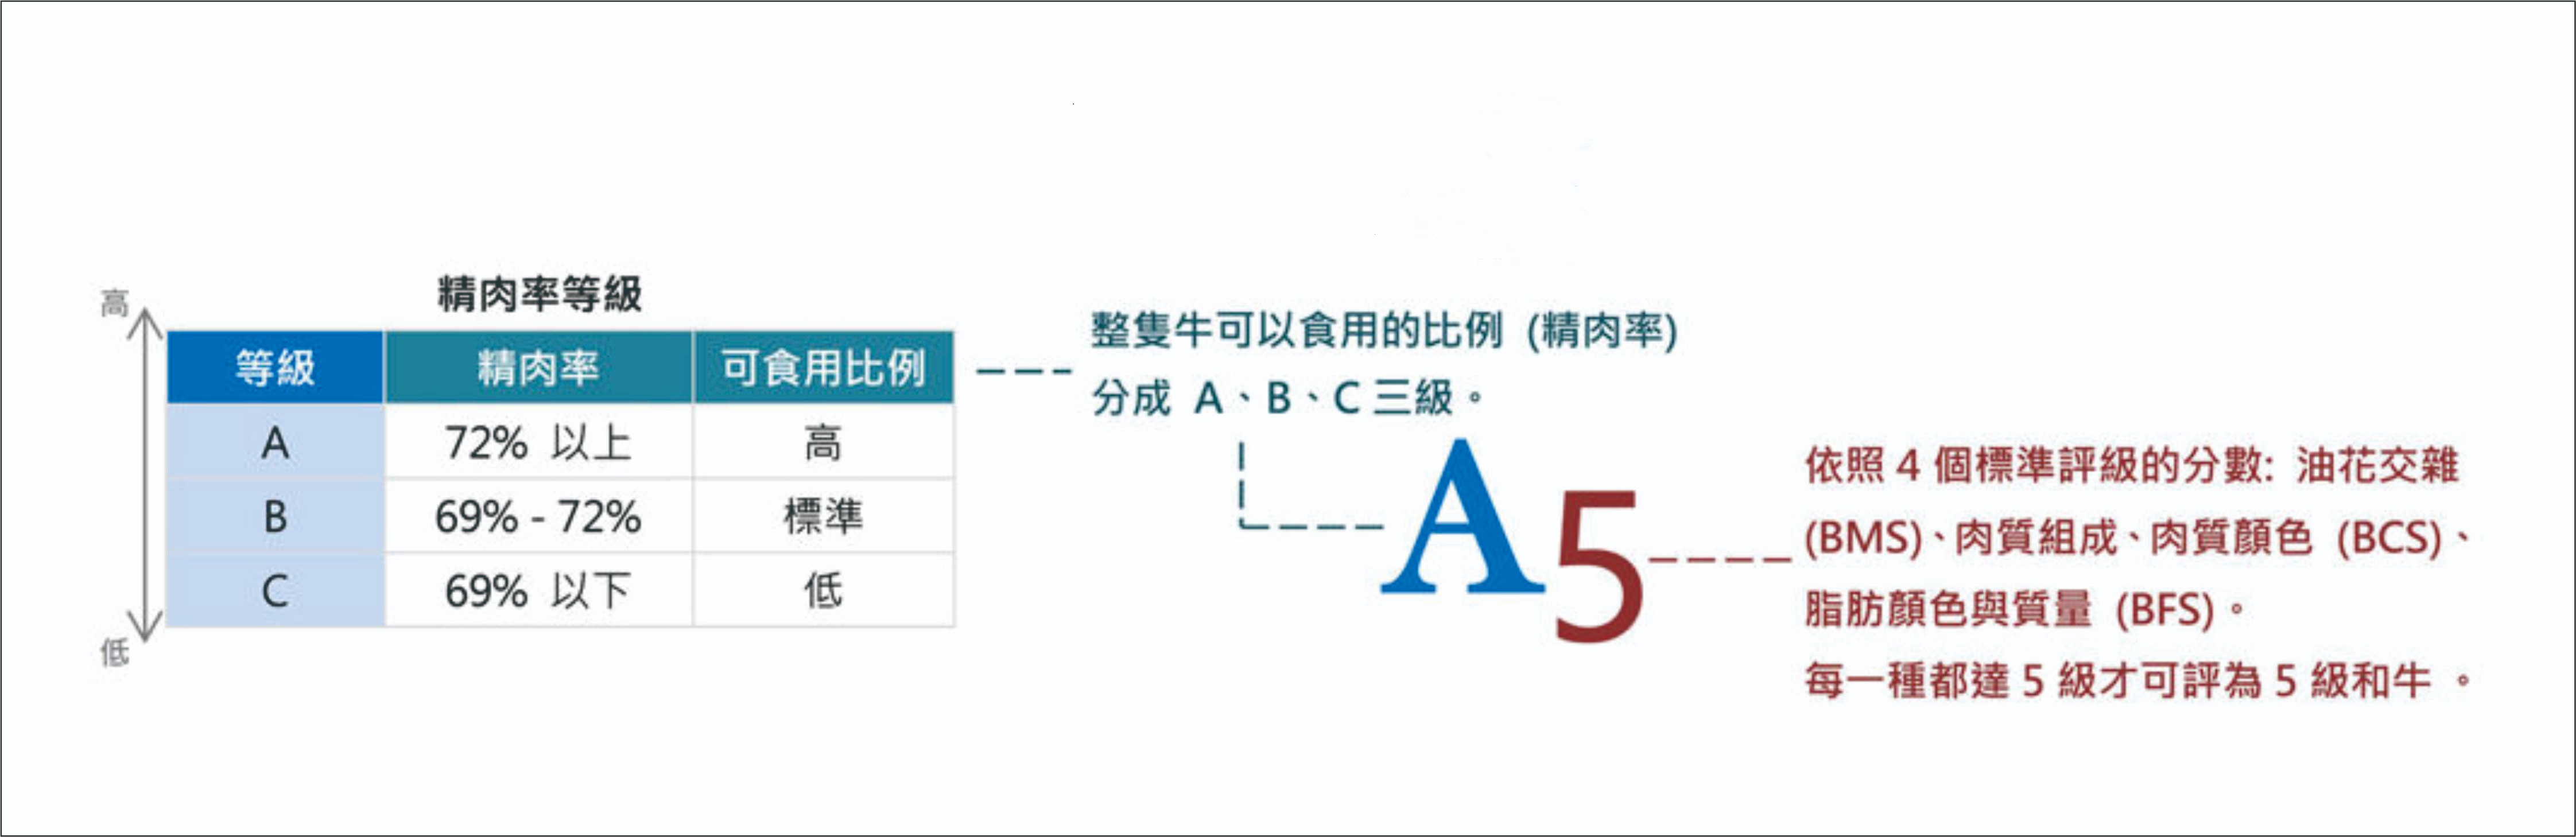 高
低
精肉率等級
等級 精肉率 可食用比例
A 72% 以上 高
B 69% - 72% 標準
C 69% 以下 低
整隻牛可以食用的比例 (精肉率)
分成 A、B、C 三級。
A5
依照 4 個標準評級的分數: 油花交雜
(BMS)、肉質組成、肉質顏色 (BCS)、
脂肪顏色與質量 (BFS)。
每一種都達 5 級才可評為 5 級和牛 。